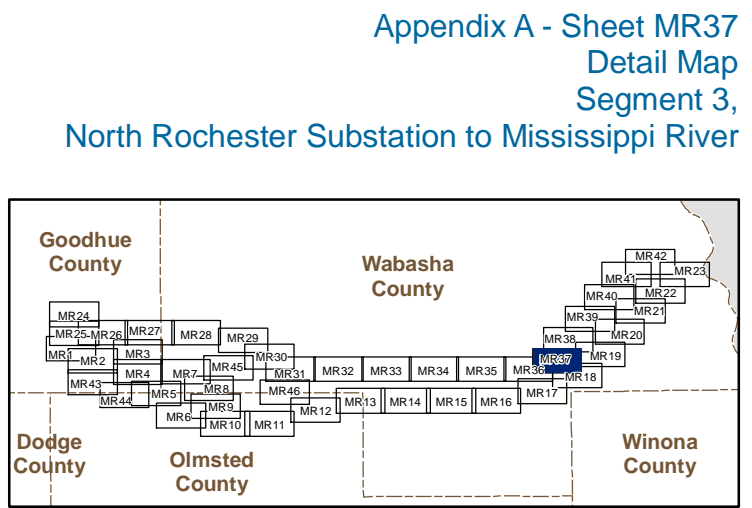 Appendix A - Sheet MR37
Detail Map
Segment 3,
North Rochester Substation to Mississippi River
Goodhue
County
Wabasha
County
MR42
MR41
MR23
MR22
MR40
MR21
MR39
MR20
MR38
MR19
MR37
MR18
MR24
MR25
MR26
MR27
MR28
MR29
MR1
MR2
MR3
MR30
MR45
MR4
MR7
MR31
MR32
MR33
MR34
MR35
MR36
MR43
MR44
MR5
MR8
MR46
MR17
MR6
MR9
MR12
MR13
MR14
MR15
MR16
MR10
MR11
Dodge
County
Olmsted
County
Winona
County